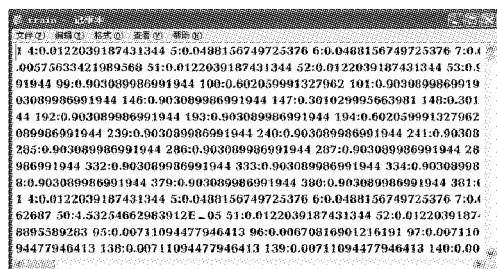 train - 记事本
文件(F) 编辑(E) 格式(O) 查看(V) 帮助(H)
1 4:0.0122039187431344 5:0.0488156749725376 6:0.0488156749725376 7:0.0
.0057563342198956​8 51:0.0122039187431344 52:0.0122039187431344 53:0.9
91944 99:0.903089986991944 100:0.602059991327962 101:0.9030899869919
03089986991944 146:0.903089986991944 147:0.301029995663981 148:0.301
44 192:0.903089986991944 193:0.903089986991944 194:0.602059991327962
089986991944 239:0.903089986991944 240:0.903089986991944 241:0.90308
285:0.903089986991944 286:0.903089986991944 287:0.903089986991944 28
986991944 332:0.903089986991944 333:0.903089986991944 334:0.90308998
8:0.903089986991944 379:0.903089986991944 380:0.903089986991944 381:0
1 4:0.0122039187431344 5:0.0488156749725376 6:0.0488156749725376 7:0.0
62687 50:4.53254662983912E-05 51:0.0122039187431344 52:0.0122039187
8895589283 95:0.00711094477946413 96:0.00670816901216191 97:0.007110
94477946413 138:0.00711094477946413 139:0.00711094477946413 140:0.00